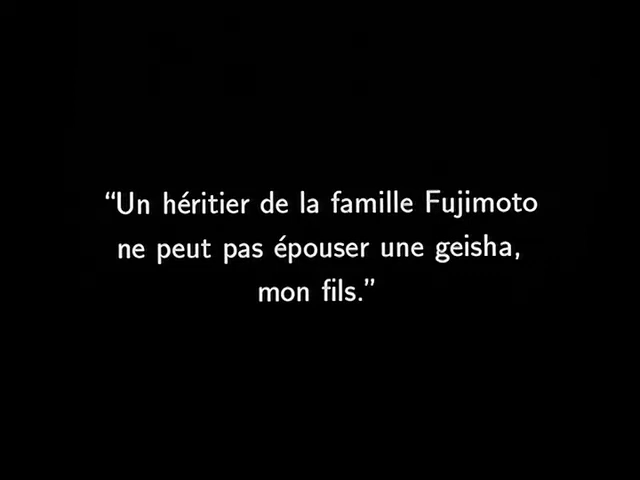 “Un héritier de la famille Fujimoto
ne peut pas épouser une geisha,
mon fils.”